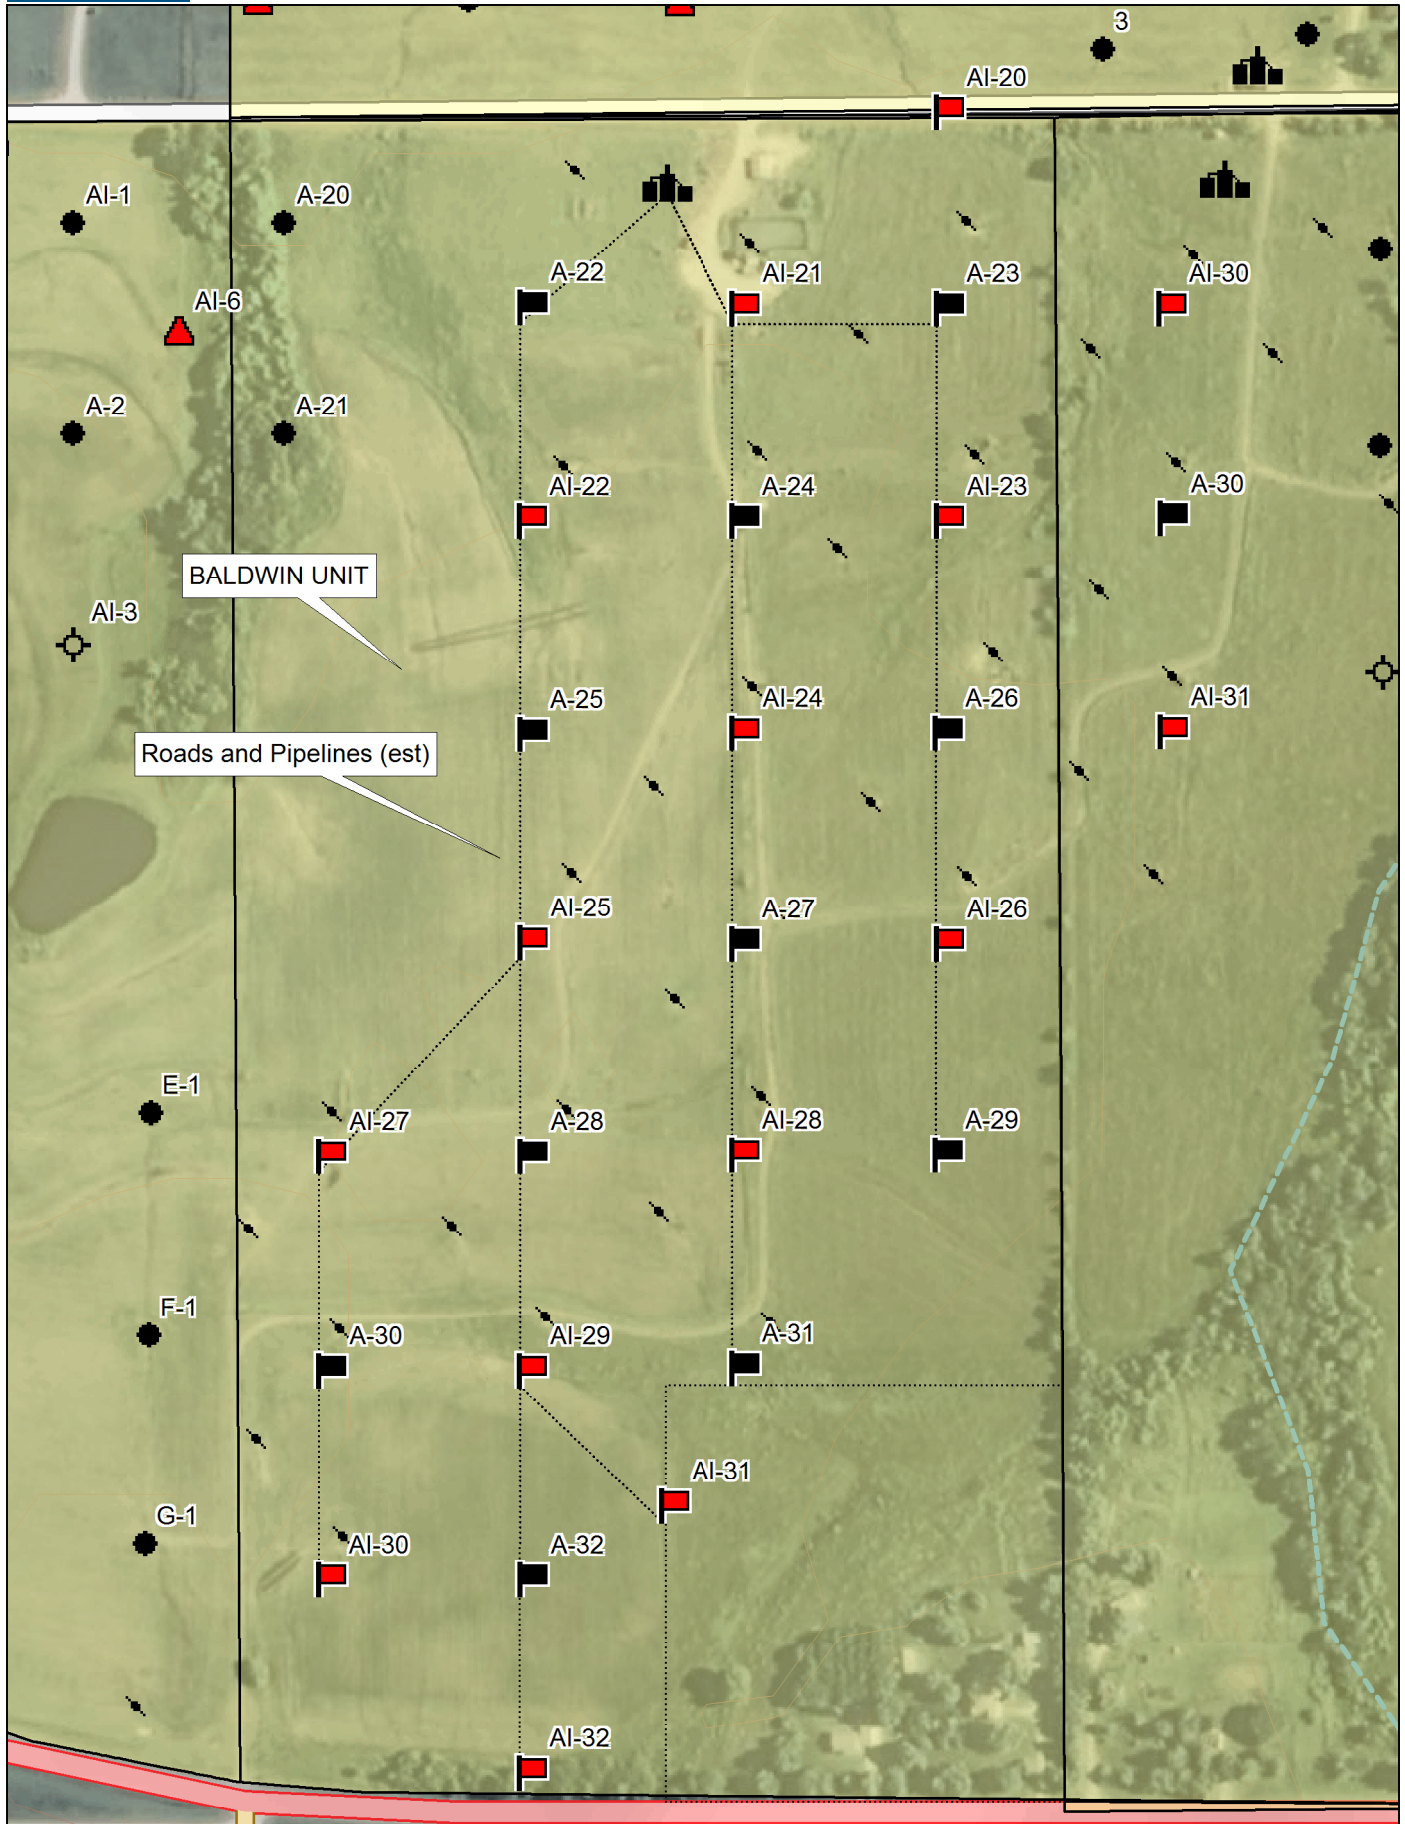 3
AI-20
AI-1
A-20
A-22
AI-21
A-23
AI-30
AI-6
A-2
A-21
AI-22
A-24
AI-23
A-30
BALDWIN UNIT
AI-3
A-25
AI-24
A-26
AI-31
Roads and Pipelines (est)
AI-25
A-27
AI-26
E-1
AI-27
A-28
AI-28
A-29
F-1
A-30
AI-29
A-31
AI-31
G-1
AI-30
A-32
AI-32